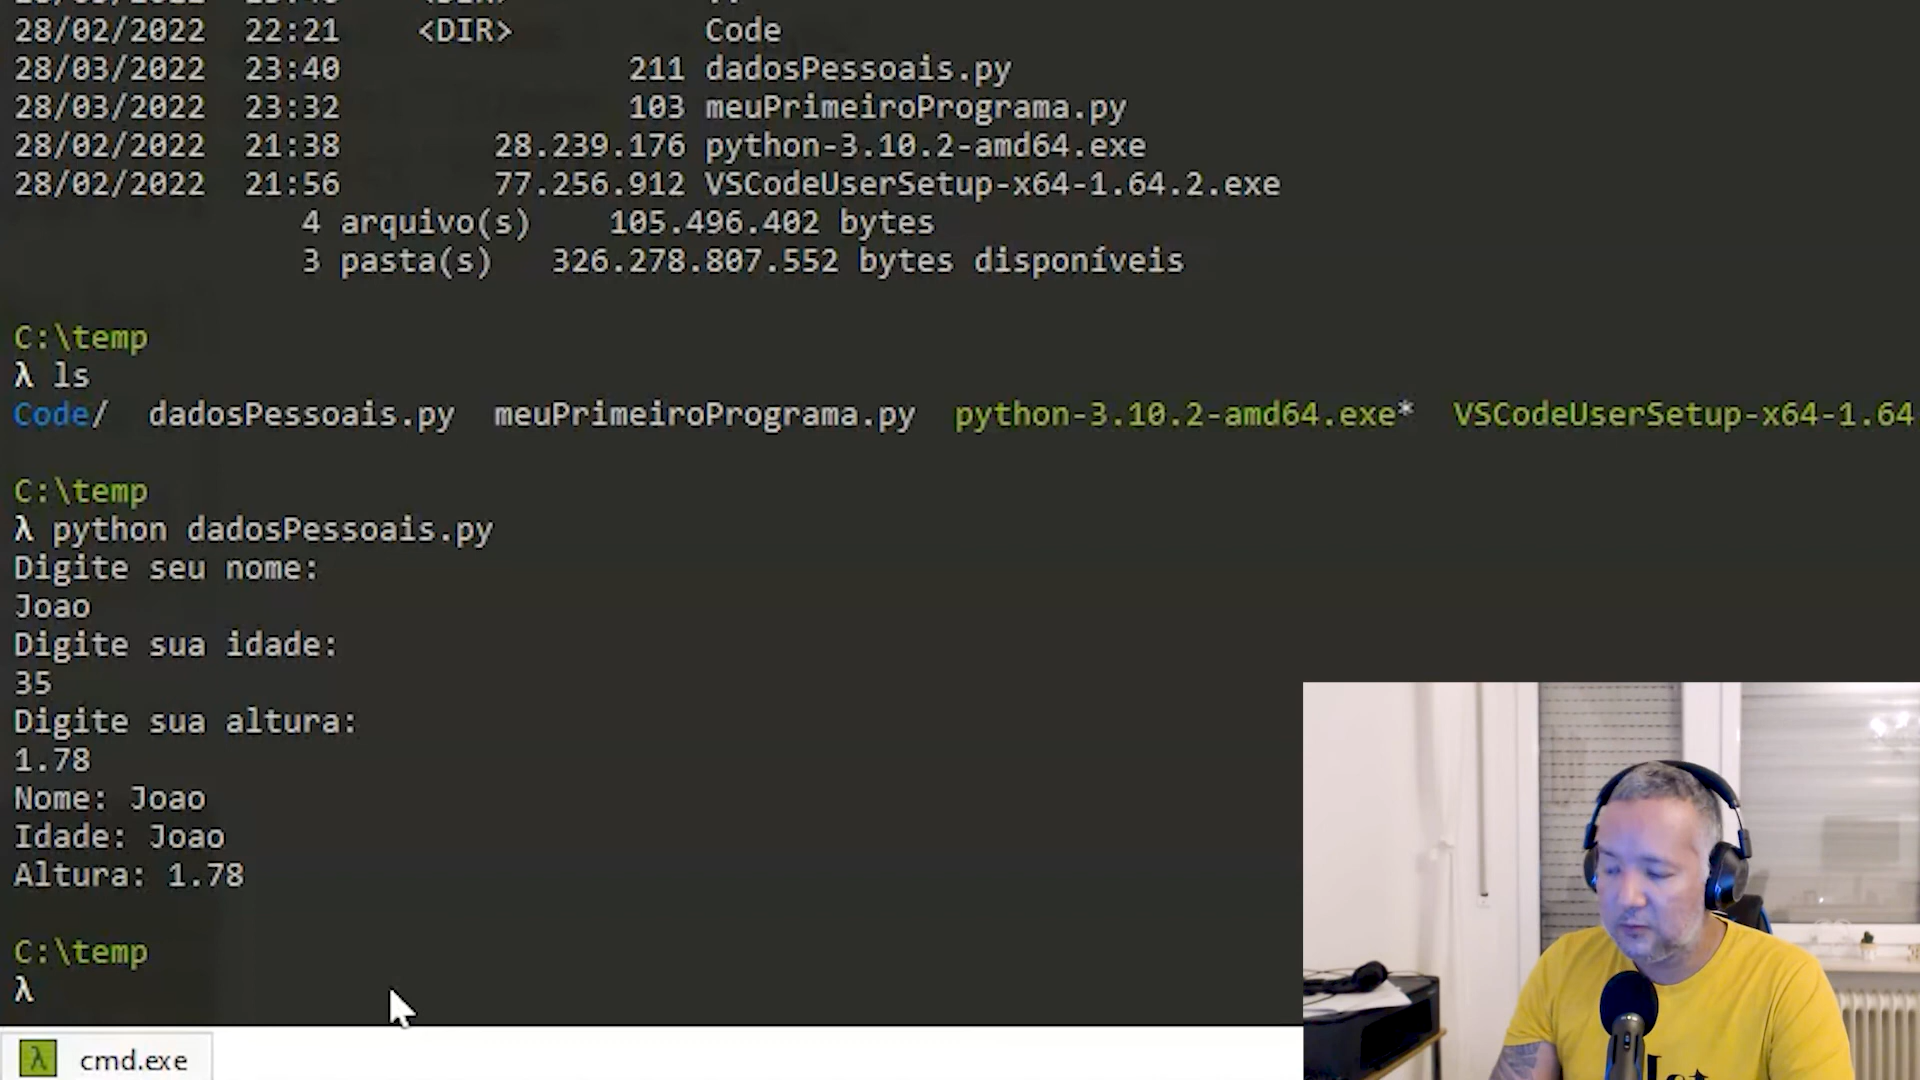 28/02/2022 22:21 <DIR> Code
28/03/2022 23:40 211 dadosPessoais.py
28/03/2022 23:32 103 meuPrimeiroPrograma.py
28/02/2022 21:38 28.239.176 python-3.10.2-amd64.exe
28/02/2022 21:56 77.256.912 VSCodeUserSetup-x64-1.64.2.exe
4 arquivo(s) 105.496.402 bytes
3 pasta(s) 326.278.807.552 bytes disponíveis
C:\temp
λ ls
Code/ dadosPessoais.py meuPrimeiroPrograma.py python-3.10.2-amd64.exe* VSCodeUserSetup-x64-1.64
C:\temp
λ python dadosPessoais.py
Digite seu nome:
Joao
Digite sua idade:
35
Digite sua altura:
1.78
Nome: Joao
Idade: Joao
Altura: 1.78
C:\temp
λ
λ cmd.exe